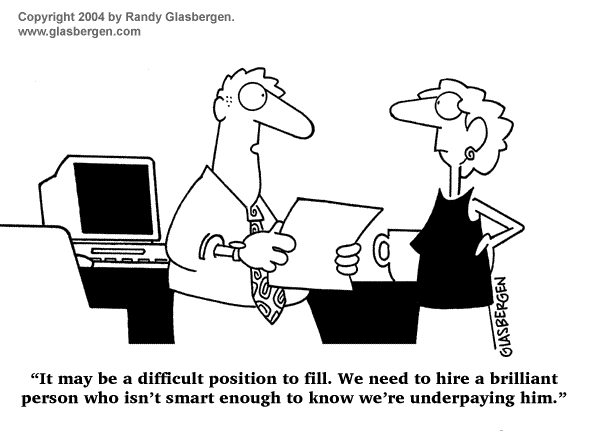 Copyright 2004 by Randy Glasbergen.
www.glasbergen.com
GLASBERGEN
“It may be a difficult position to fill. We need to hire a brilliant
person who isn’t smart enough to know we’re underpaying him.”